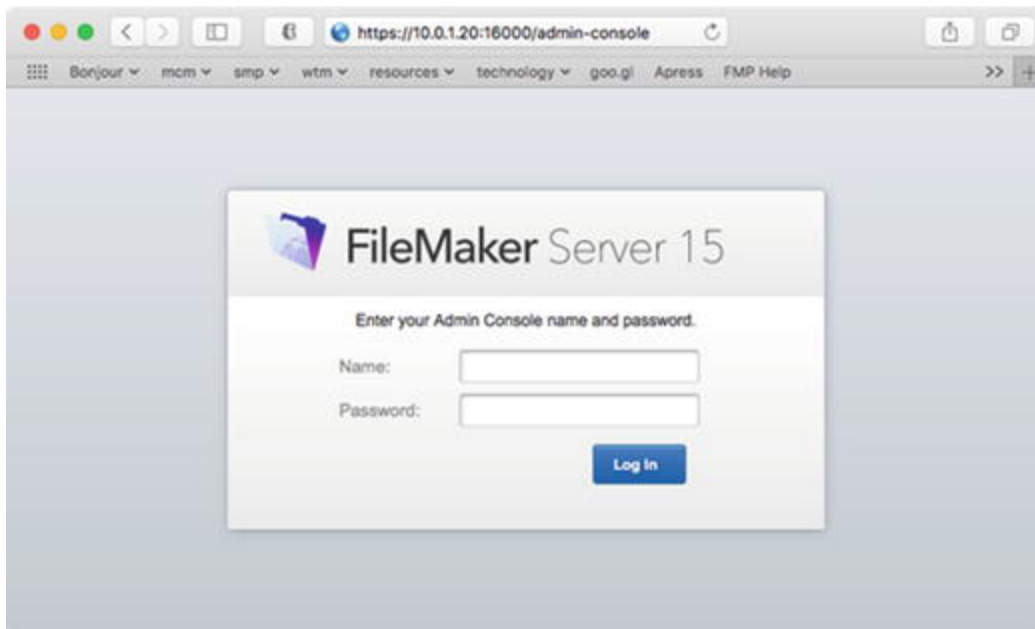 https://10.0.1.20:16000/admin-console
Bonjour mcm smp wtm resources technology goo.gl Apress FMP Help >>
FileMaker Server 15
Enter your Admin Console name and password.
Name:
Password:
Log In